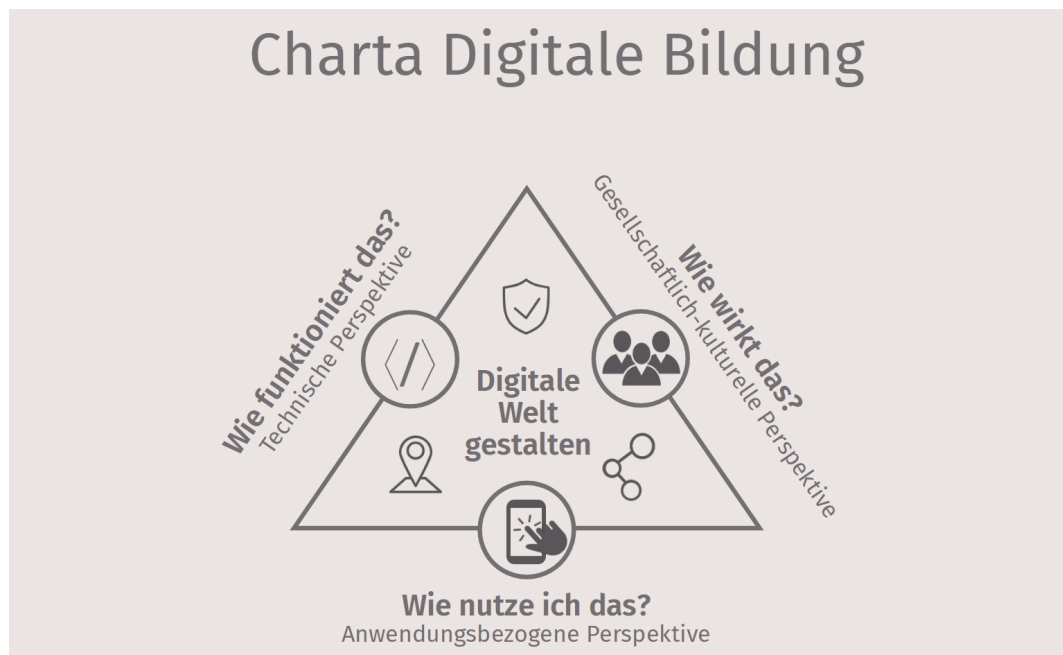 Charta Digitale Bildung
Wie funktioniert das?
Technische Perspektive
Gesellschaftlich-kulturelle Perspektive
Wie wirkt das?
Digitale
Welt
gestalten
Wie nutze ich das?
Anwendungsbezogene Perspektive